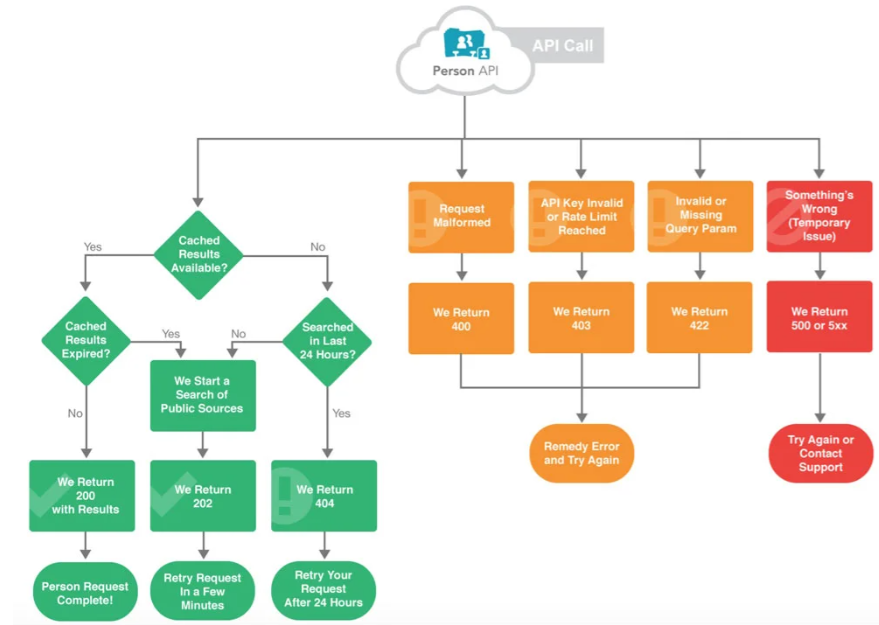 API Call
Person API
Cached
Results
Available?
Yes
No
Cached
Results
Expired?
Yes
No
Searched
in Last
24 Hours?
We Start a
Search of
Public Sources
No
Yes
We Return
200
with Results
We Return
202
We Return
404
Person Request
Complete!
Retry Request
In a Few
Minutes
Retry Your
Request
After 24 Hours
Request
Malformed
API Key Invalid
or Rate Limit
Reached
Invalid or
Missing
Query Param
Something's
Wrong
(Temporary
Issue)
We Return
400
We Return
403
We Return
422
We Return
500 or 5xx
Remedy Error
and Try Again
Try Again or
Contact
Support